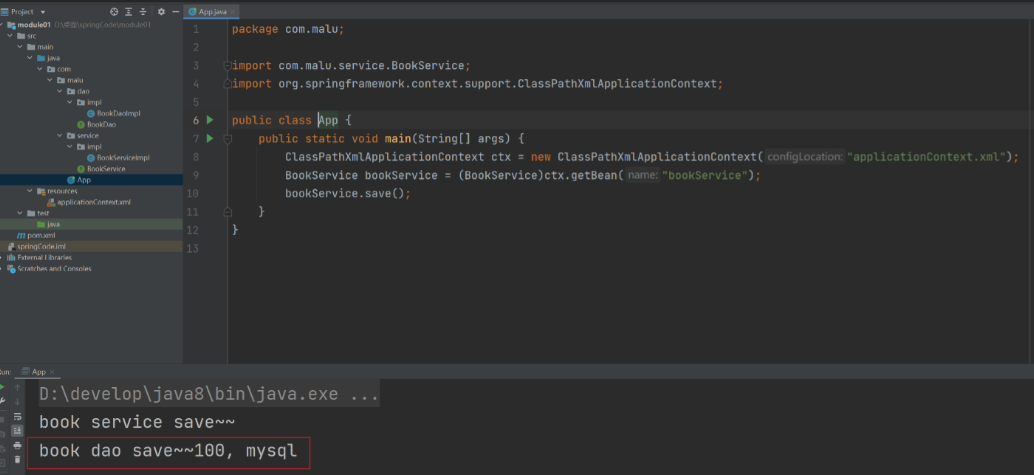 Project
module01 D:\桌面\springCode\module01
src
main
java
com
malu
dao
impl
BookDaoImpl
BookDao
service
impl
BookServiceImpl
BookService
App
resources
applicationContext.xml
test
java
pom.xml
springCode.iml
External Libraries
Scratches and Consoles
App.java
1 package com.malu;
2
3 import com.malu.service.BookService;
4 import org.springframework.context.support.ClassPathXmlApplicationContext;
5
6 public class App {
7 public static void main(String[] args) {
8 ClassPathXmlApplicationContext ctx = new ClassPathXmlApplicationContext( configLocation: "applicationContext.xml");
9 BookService bookService = (BookService)ctx.getBean( name: "bookService");
10 bookService.save();
11 }
12 }
13
Run: App
D:\develop\java8\bin\java.exe ...
book service save~~
book dao save~~100, mysql